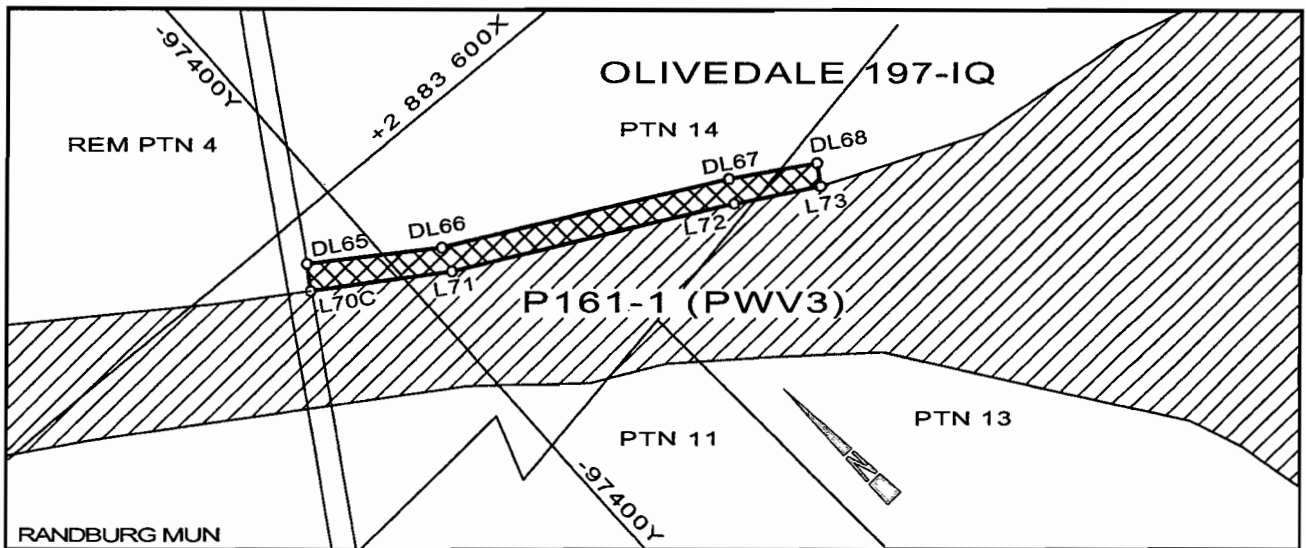 -97400Y
+2 883 600X
OLIVEDALE 197-IQ
REM PTN 4
PTN 14
DL68
DL67
L73
L72
DL66
DL65
L71
L70C
P161-1 (PWV3)
PTN 13
PTN 11
N
-97400Y
RANDBURG MUN